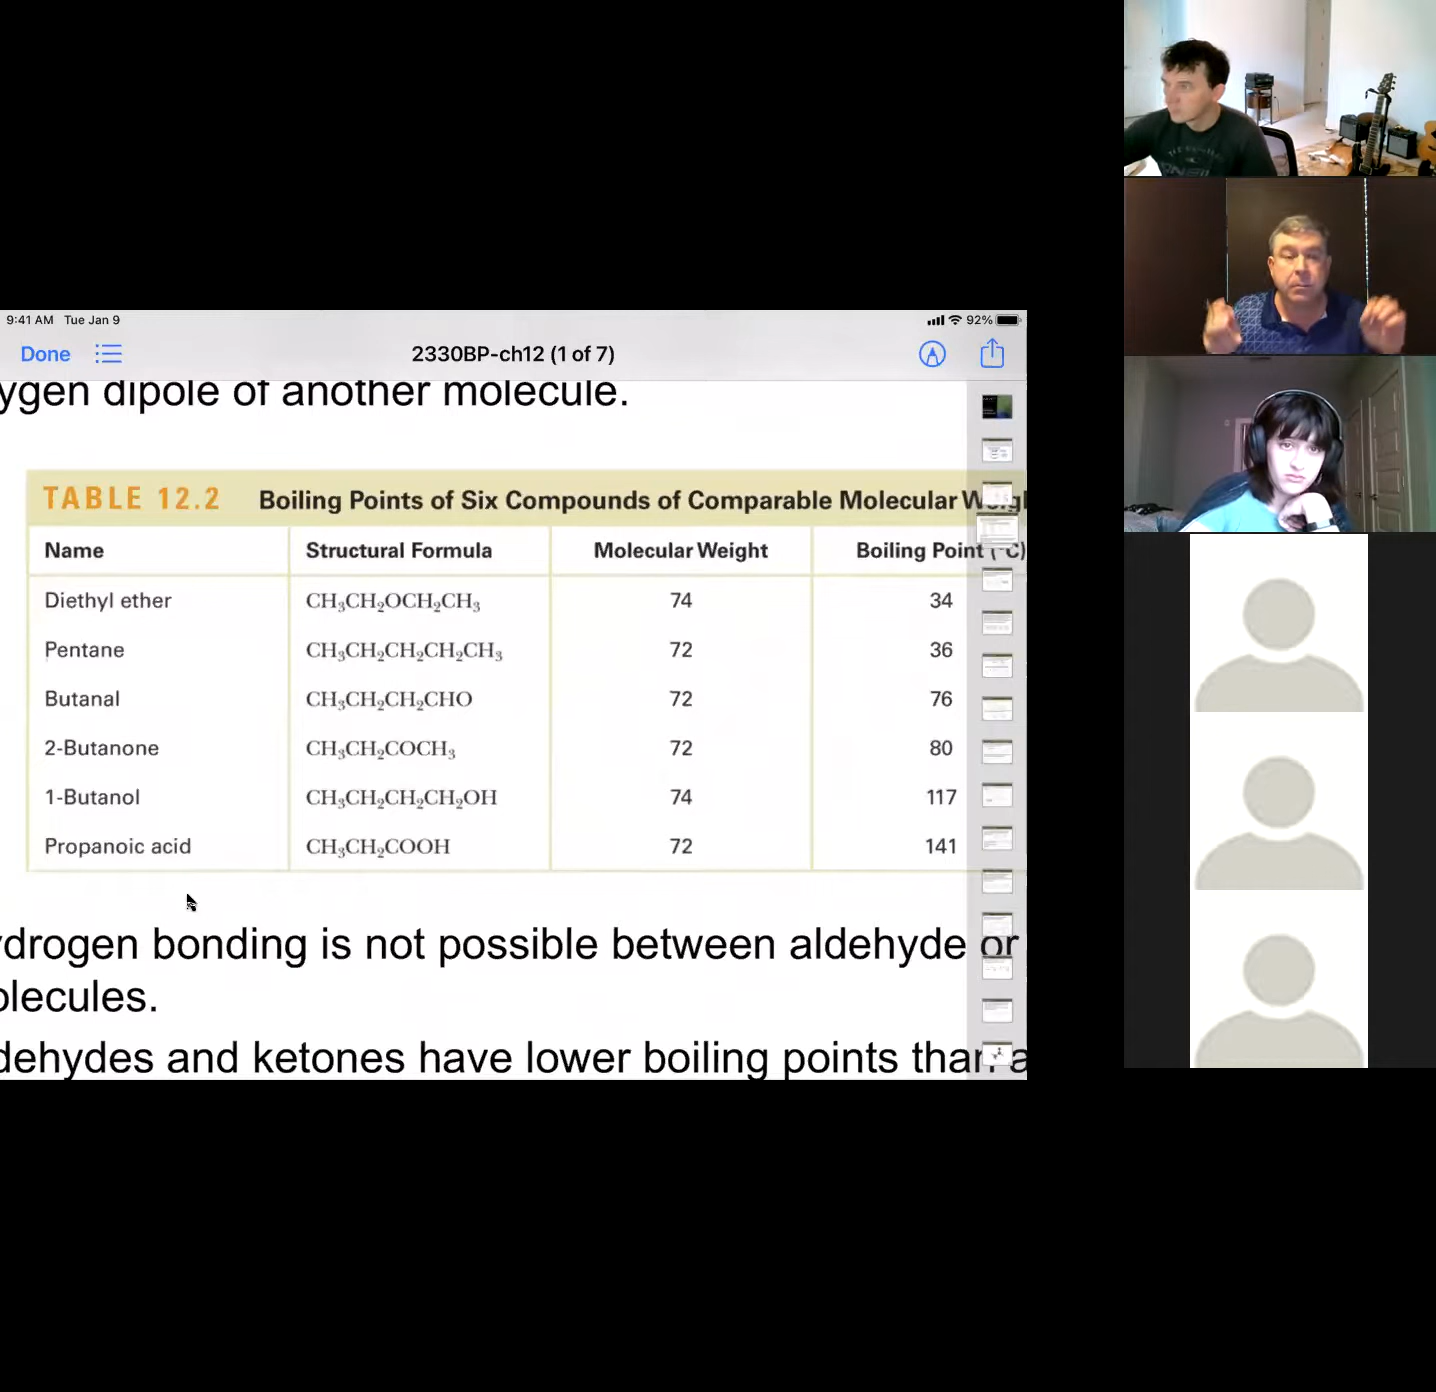 9:41 AM Tue Jan 9 92%
Done 2330BP-ch12 (1 of 7)
ygen dipole of another molecule.
TABLE 12.2 Boiling Points of Six Compounds of Comparable Molecular Weigh
Name Structural Formula Molecular Weight Boiling Point (°C)
Diethyl ether CH₃CH₂OCH₂CH₃ 74 34
Pentane CH₃CH₂CH₂CH₂CH₃ 72 36
Butanal CH₃CH₂CH₂CHO 72 76
2-Butanone CH₃CH₂COCH₃ 72 80
1-Butanol CH₃CH₂CH₂CH₂OH 74 117
Propanoic acid CH₃CH₂COOH 72 141
ydrogen bonding is not possible between aldehyde or
olecules.
dehydes and ketones have lower boiling points than a